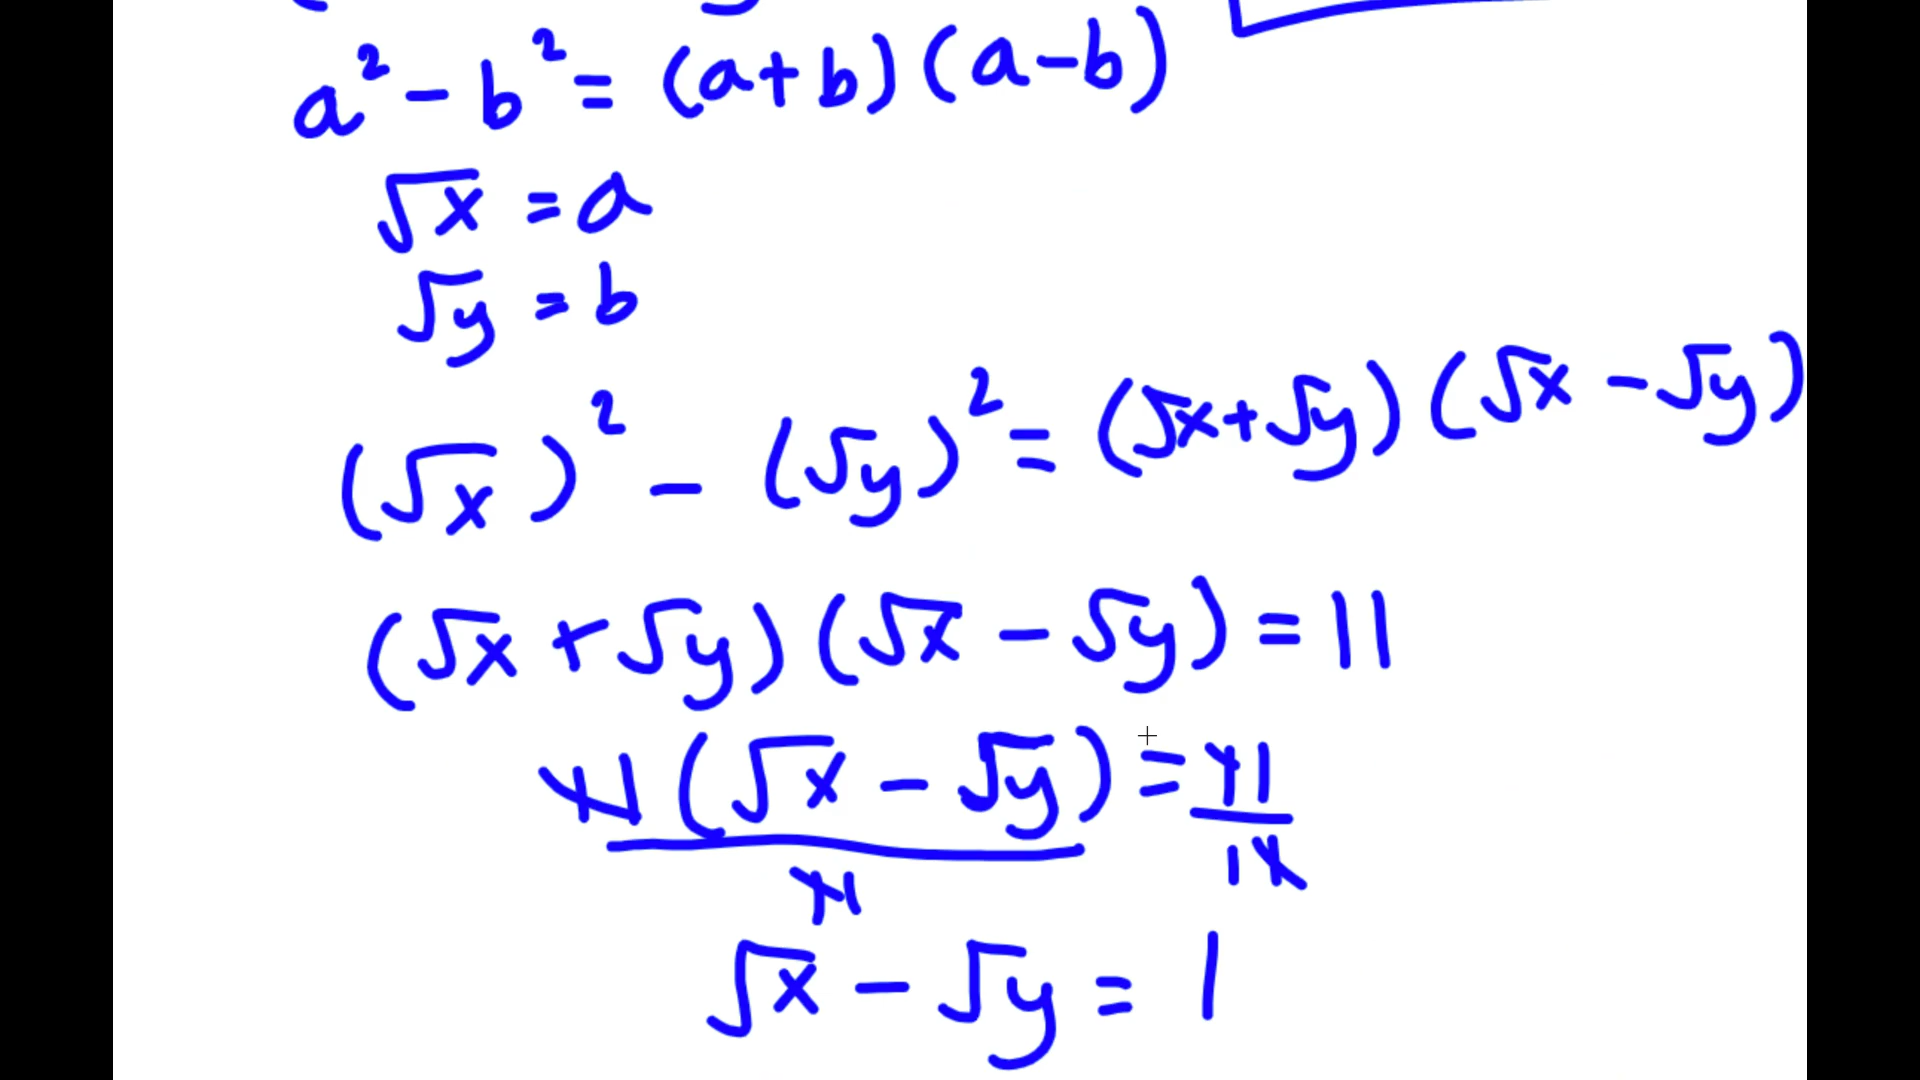 a² - b² = (a+b)(a-b)
√x = a
√y = b
(√x)² - (√y)² = (√x+√y)(√x-√y)
(√x+√y)(√x-√y) = 11
11(√x-√y)/11 = 11/11
√x - √y = 1